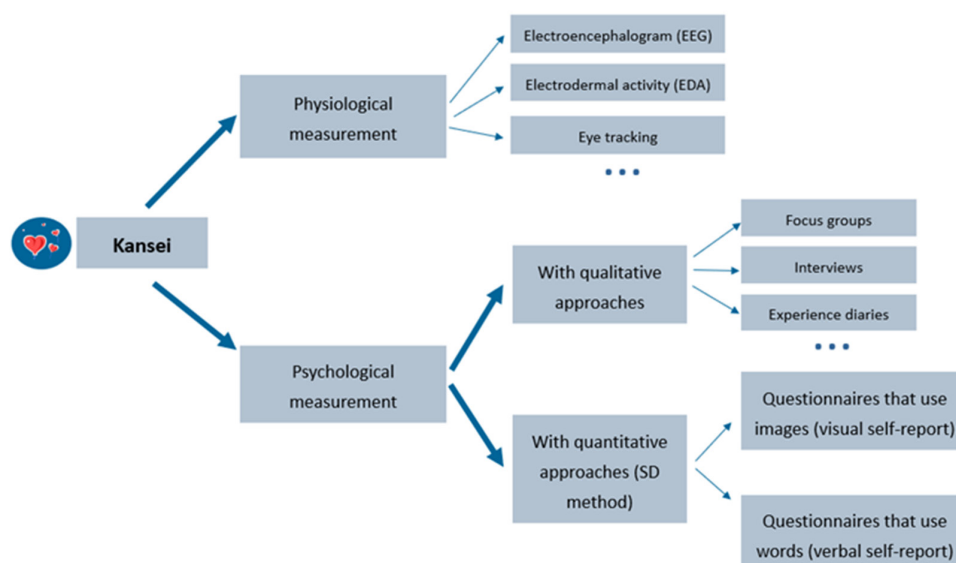 Electroencephalogram (EEG)
Physiological
measurement
Electrodermal activity (EDA)
Eye tracking
...
Kansei
Focus groups
With qualitative
approaches
Interviews
Experience diaries
...
Psychological
measurement
Questionnaires that use
images (visual self-report)
With quantitative
approaches (SD
method)
Questionnaires that use
words (verbal self-report)